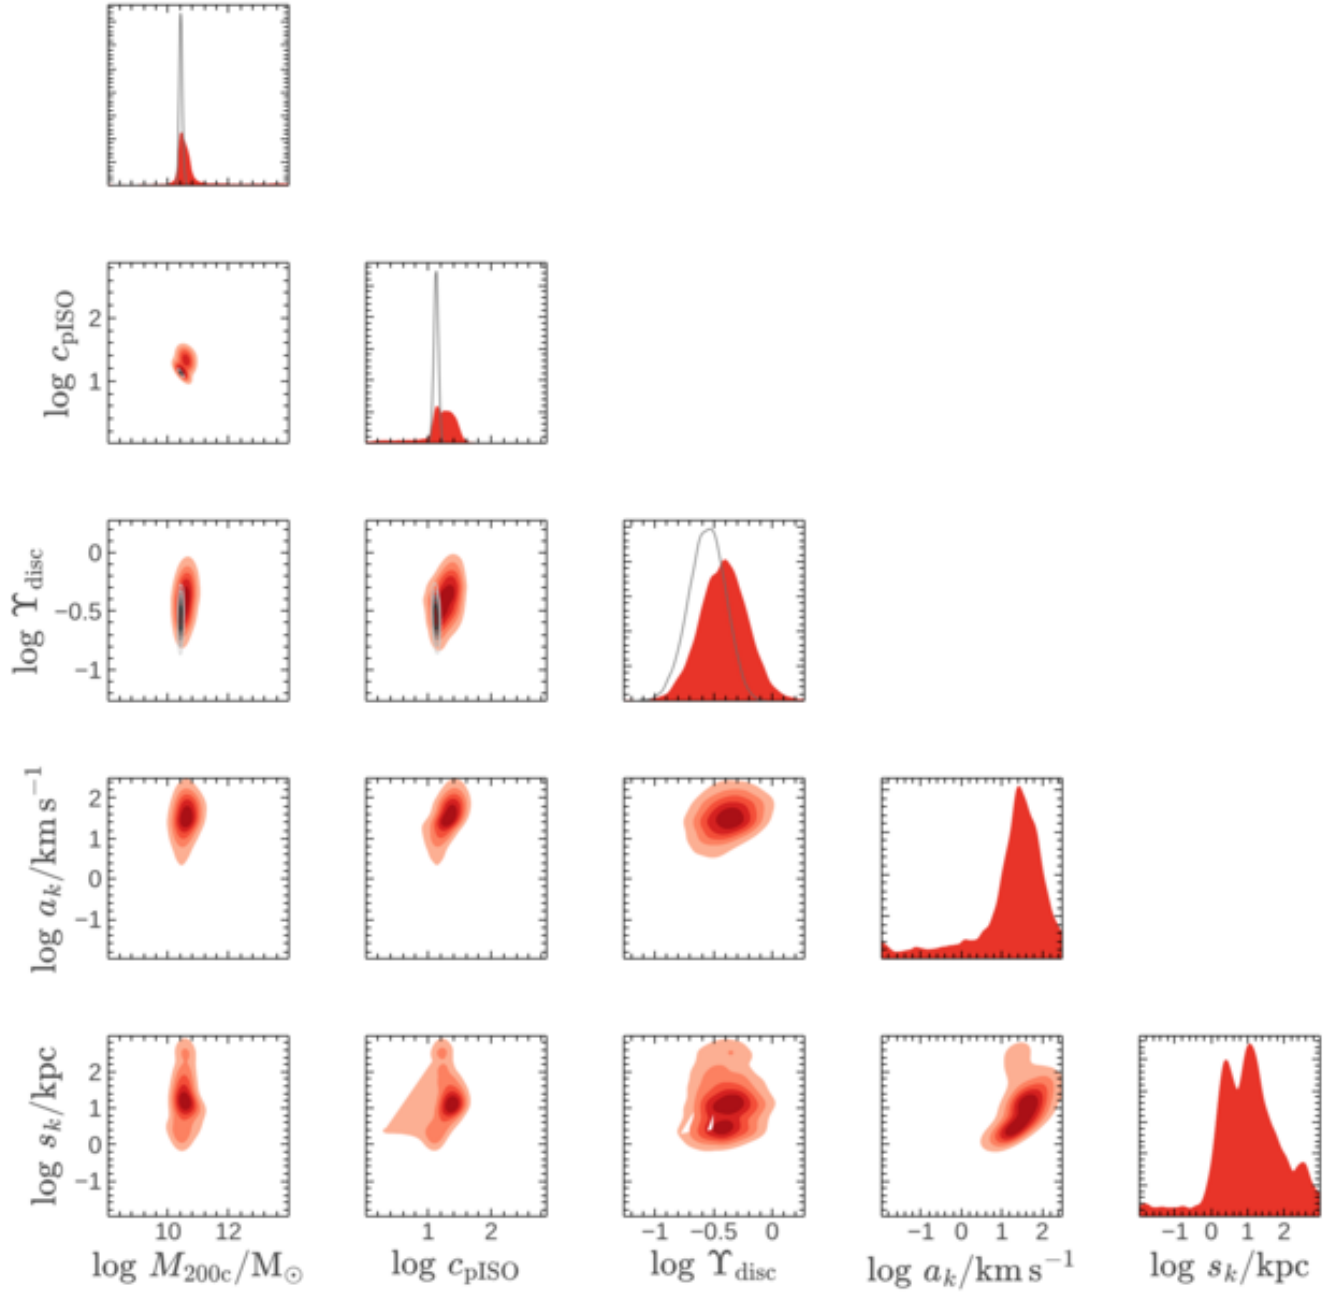 log c_pISO
2
1
log ϒ_disc
0
−0.5
−1
log a_k/km s⁻¹
2
1
0
−1
log s_k/kpc
2
1
0
−1
10 12
1 2
−1 −0.5 0
−1 0 1 2
−1 0 1 2
log M_200c/M_⊙
log c_pISO
log ϒ_disc
log a_k/km s⁻¹
log s_k/kpc